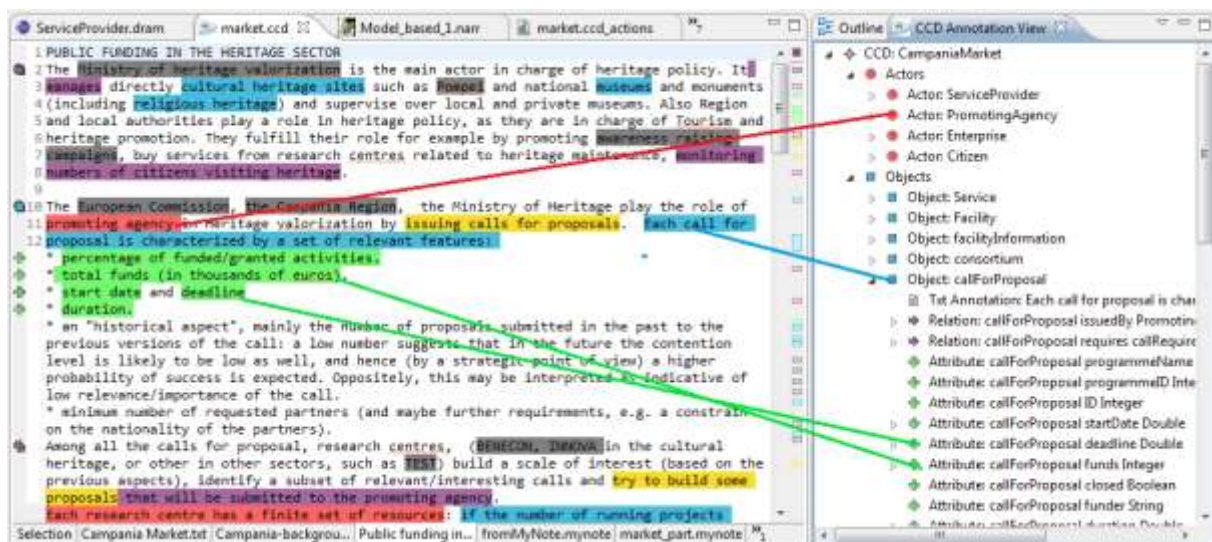 ServiceProvider.dram market.ccd Model_based_1.narr market.ccd_actions »7
1 PUBLIC FUNDING IN THE HERITAGE SECTOR
2 The Ministry of heritage valorization is the main actor in charge of heritage policy. It
3 manages directly cultural heritage sites such as Pompei and national museums and monuments
4 (including religious heritage) and supervise over local and private museums. Also Region
5 and local authorities play a role in heritage policy, as they are in charge of Tourism and
6 heritage promotion. They fulfill their role for example by promoting awareness raising
7 campaigns, buy services from research centres related to heritage maintenance, monitoring
8 numbers of citizens visiting heritage.
9
10 The European Commission, the Campania Region, the Ministry of Heritage play the role of
11 promoting agency in heritage valorization by issuing calls for proposals. Each call for
12 proposal is characterized by a set of relevant features:
* percentage of funded/granted activities.
* total funds (in thousands of euros).
* start date and deadline
* duration.
* an "historical aspect", mainly the number of proposals submitted in the past to the
previous versions of the call: a low number suggests that in the future the contention
level is likely to be low as well, and hence (by a strategic point of view) a higher
probability of success is expected. Oppositely, this may be interpreted as indicative of
low relevance/importance of the call.
* minimum number of requested partners (and maybe further requirements, e.g. a constrain
on the nationality of the partners).
Among all the calls for proposal, research centres, (BENECON, INNOVA in the cultural
heritage, or other in other sectors, such as TEST) build a scale of interest (based on the
previous aspects), identify a subset of relevant/interesting calls and try to build some
proposals that will be submitted to the promoting agency.
Each research centre has a finite set of resources: if the number of running projects
Selection Campania Market.txt Campania-backgrou... Public funding in... fromMyNote.mynote market_part.mynote »1
Outline CCD Annotation View
CCD: CampaniaMarket
Actors
Actor: ServiceProvider
Actor: PromotingAgency
Actor: Enterprise
Actor: Citizen
Objects
Object: Service
Object: Facility
Object: facilityInformation
Object: consortium
Object: callForProposal
Txt Annotation: Each call for proposal is char
Relation: callForProposal issuedBy Promotin
Relation: callForProposal requires callRequire
Attribute: callForProposal programmeName
Attribute: callForProposal programmeID Inte
Attribute: callForProposal ID Integer
Attribute: callForProposal startDate Double
Attribute: callForProposal deadline Double
Attribute: callForProposal funds Integer
Attribute: callForProposal closed Boolean
Attribute: callForProposal funder String
Attribute: callForProposal duration Double